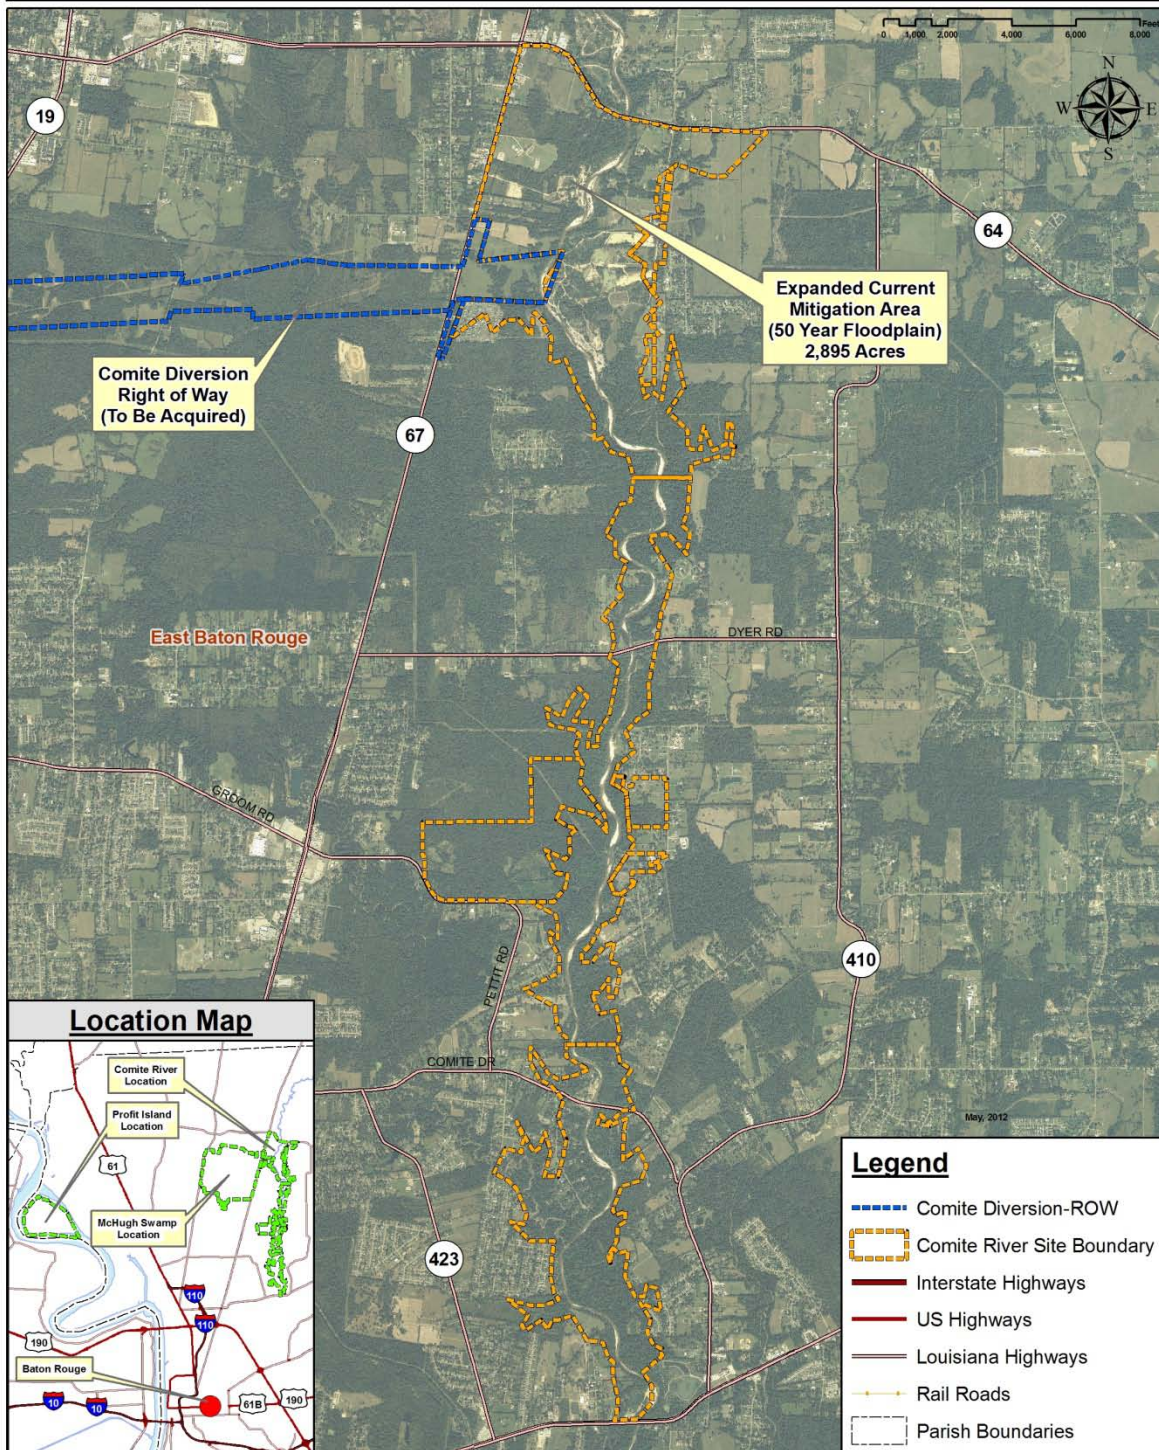 0 1,000 2,000 4,000 6,000 8,000 Feet
N
W E
S
19
64
Expanded Current
Mitigation Area
(50 Year Floodplain)
2,895 Acres
Comite Diversion
Right of Way
(To Be Acquired)
67
East Baton Rouge
DYER RD
GROOM RD
PETTIT RD
410
COMITE DR
423
May, 2012
Location Map
Comite River
Location
Profit Island
Location
61
McHugh Swamp
Location
110
110
190
Baton Rouge
10
10
61B
190
Legend
Comite Diversion-ROW
Comite River Site Boundary
Interstate Highways
US Highways
Louisiana Highways
Rail Roads
Parish Boundaries